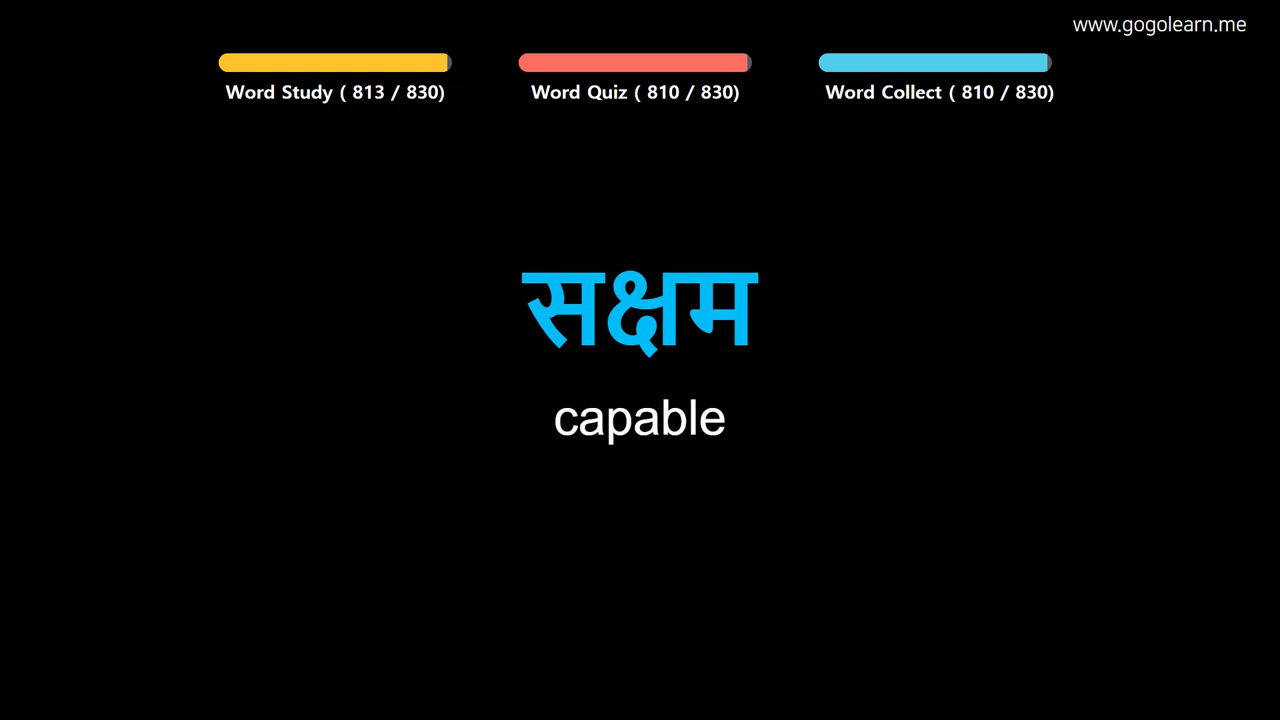 www.gogolearn.me
Word Study ( 813 / 830)
Word Quiz ( 810 / 830)
Word Collect ( 810 / 830)
सक्षम
capable